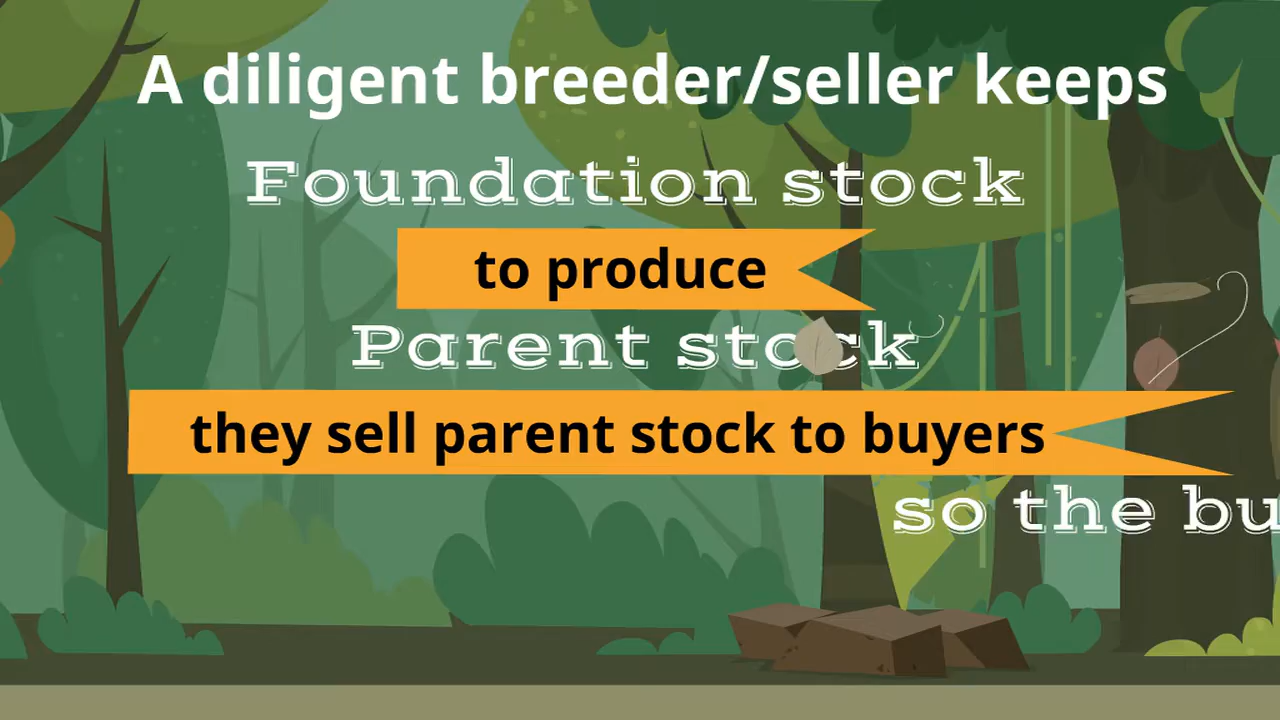 A diligent breeder/seller keeps
Foundation stock
to produce
Parent stock
they sell parent stock to buyers
so the